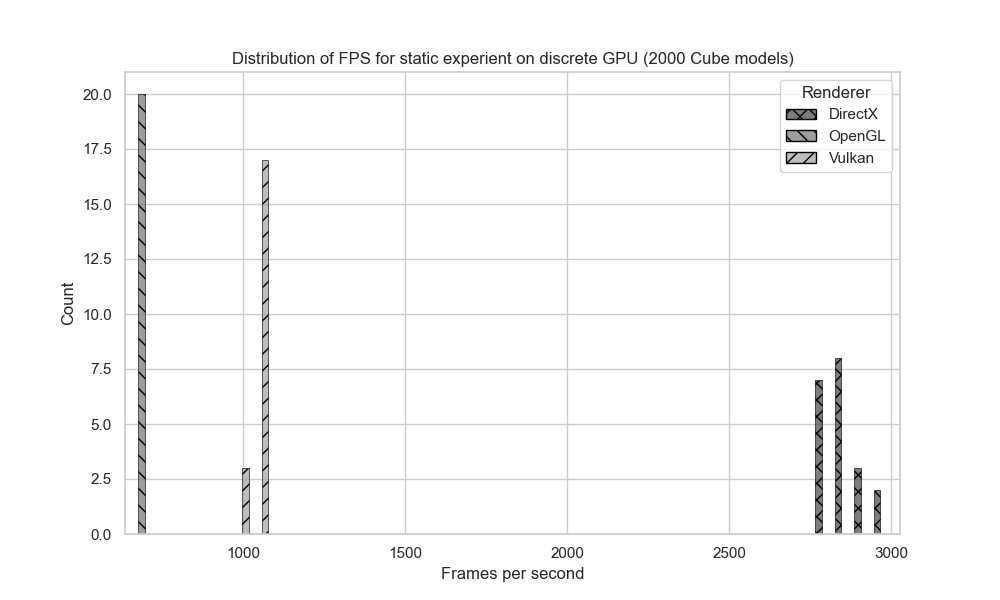 Distribution of FPS for static experient on discrete GPU (2000 Cube models)
Renderer
DirectX
OpenGL
Vulkan
Count
20.0
17.5
15.0
12.5
10.0
7.5
5.0
2.5
0.0
1000
1500
2000
2500
3000
Frames per second